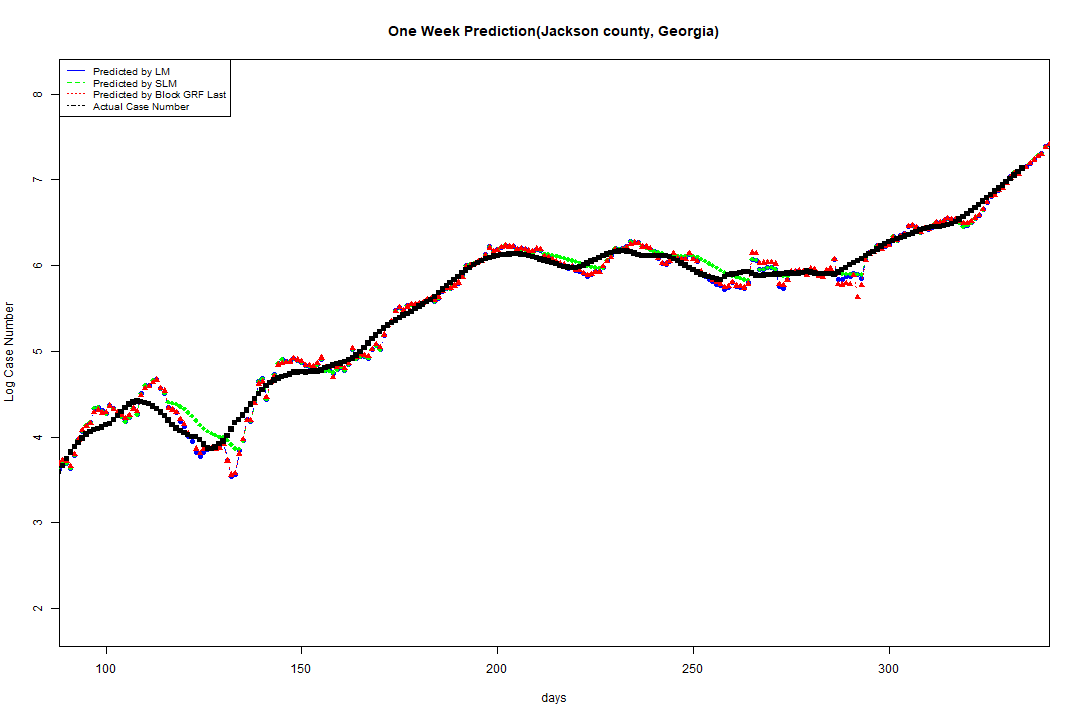 One Week Prediction(Jackson county, Georgia)
Predicted by LM
Predicted by SLM
Predicted by Block GRF Last
Actual Case Number
8
7
6
5
4
3
2
Log Case Number
100 150 200 250 300
days